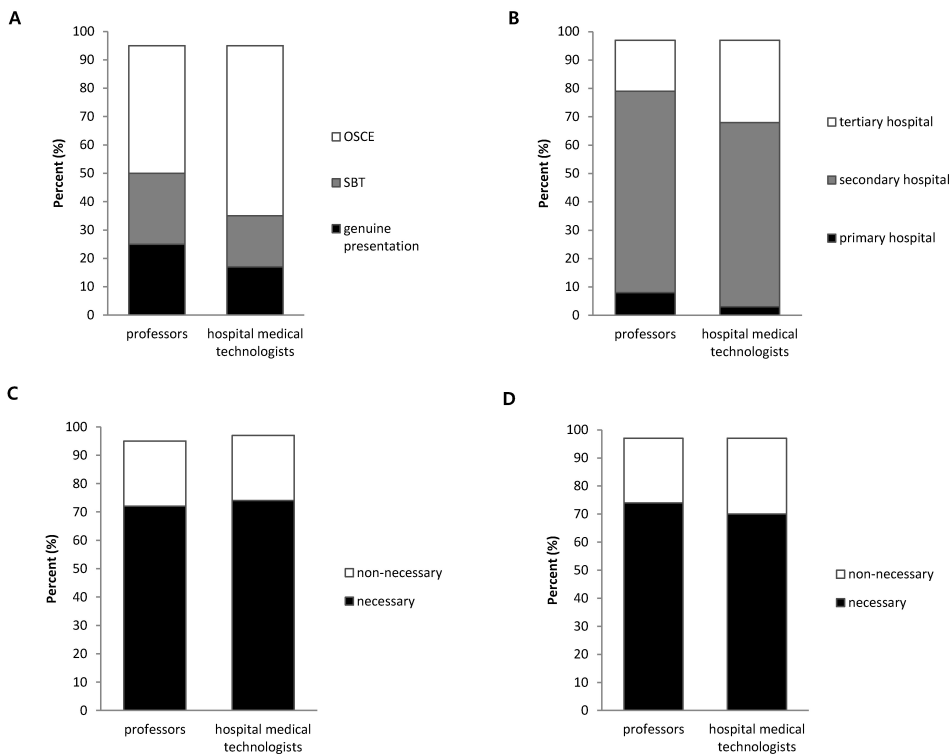 A
100
90
80
70
60
50
40
30
20
10
0
Percent (%)
professors
hospital medical
technologists
OSCE
SBT
genuine
presentation
B
100
90
80
70
60
50
40
30
20
10
0
Percent (%)
professors
hospital medical
technologists
tertiary hospital
secondary hospital
primary hospital
C
100
90
80
70
60
50
40
30
20
10
0
Percent (%)
professors
hospital medical
technologists
non-necessary
necessary
D
100
90
80
70
60
50
40
30
20
10
0
Percent (%)
professors
hospital medical
technologists
non-necessary
necessary